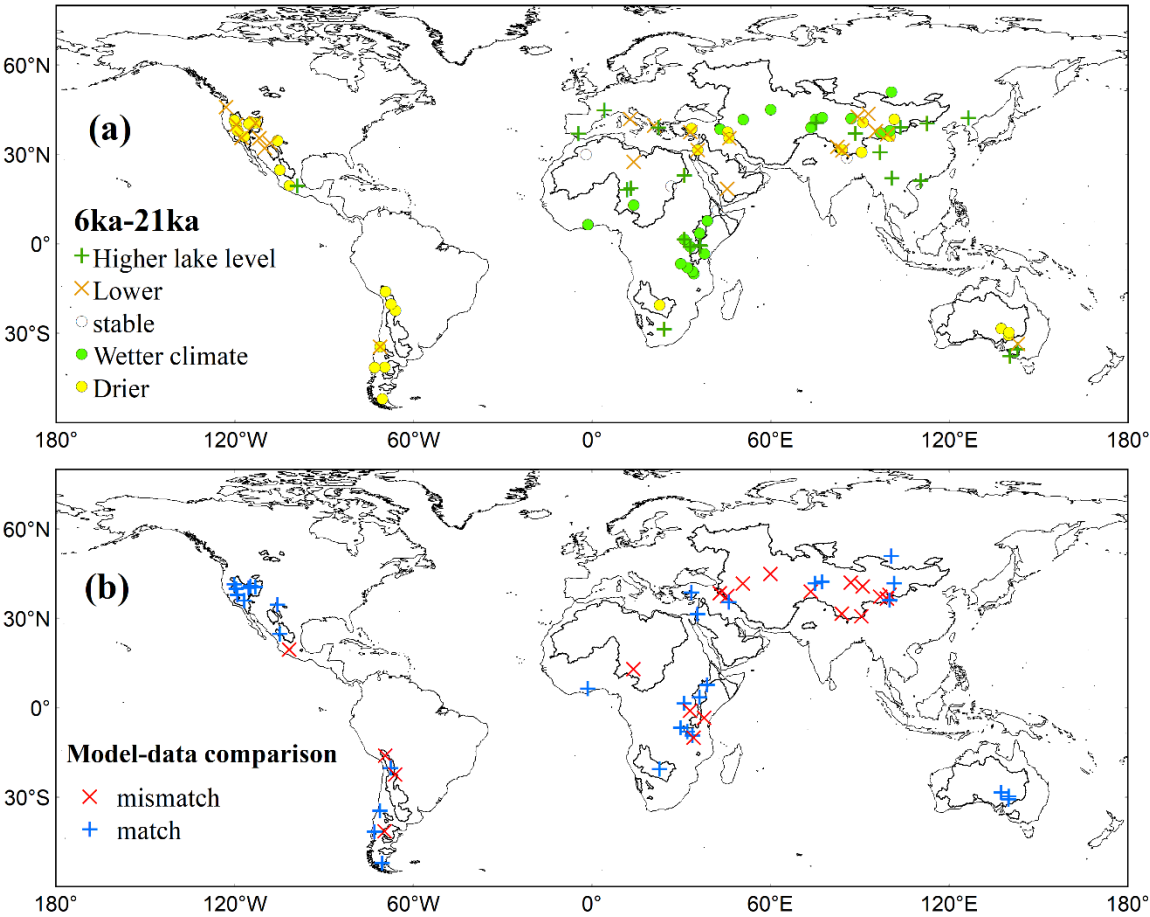 60°N
(a)
30°N
6ka-21ka
0°
Higher lake level
Lower
stable
30°S
Wetter climate
Drier
180° 120°W 60°W 0° 60°E 120°E 180°
60°N
(b)
30°N
0°
Model-data comparison
mismatch
30°S
match
180° 120°W 60°W 0° 60°E 120°E 180°